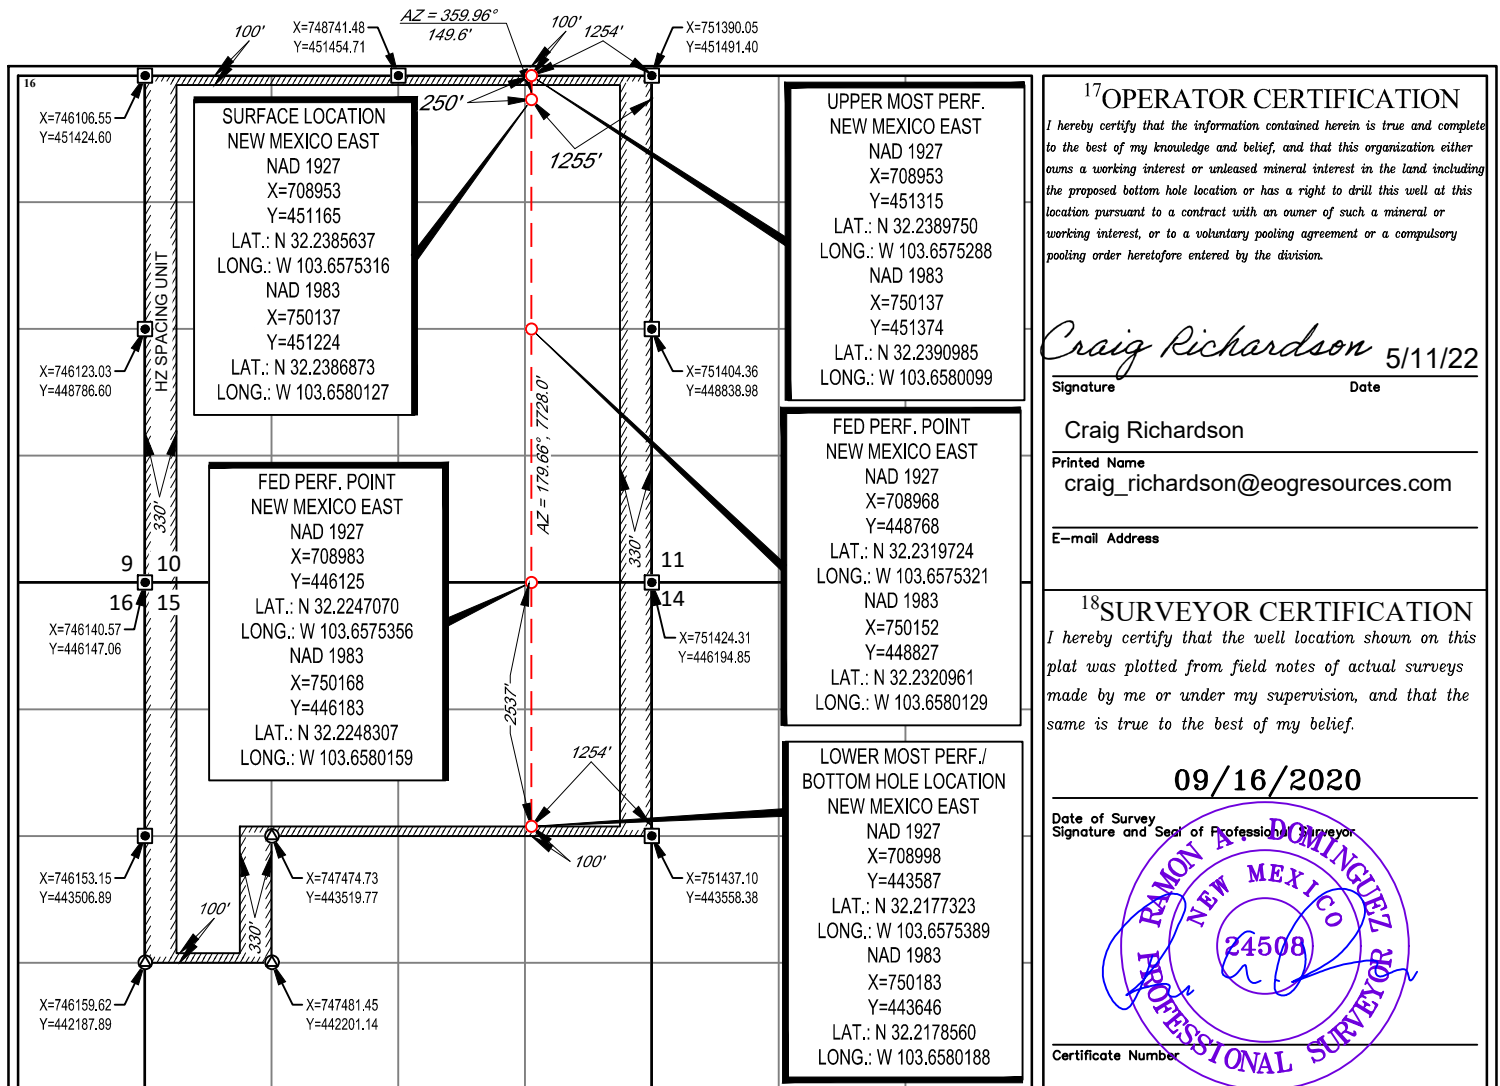 16
100'
X=748741.48
Y=451454.71
AZ = 359.96°
149.6'
100'
1254'
X=751390.05
Y=451491.40
X=746106.55
Y=451424.60
250'
1255'
SURFACE LOCATION
NEW MEXICO EAST
NAD 1927
X=708953
Y=451165
LAT.: N 32.2385637
LONG.: W 103.6575316
NAD 1983
X=750137
Y=451224
LAT.: N 32.2386873
LONG.: W 103.6580127
UPPER MOST PERF.
NEW MEXICO EAST
NAD 1927
X=708953
Y=451315
LAT.: N 32.2389750
LONG.: W 103.6575288
NAD 1983
X=750137
Y=451374
LAT.: N 32.2390985
LONG.: W 103.6580099
HZ SPACING UNIT
X=746123.03
Y=448786.60
X=751404.36
Y=448838.98
AZ = 179.66°, 7728.0'
330'
330'
FED PERF. POINT
NEW MEXICO EAST
NAD 1927
X=708983
Y=446125
LAT.: N 32.2247070
LONG.: W 103.6575356
NAD 1983
X=750168
Y=446183
LAT.: N 32.2248307
LONG.: W 103.6580159
FED PERF. POINT
NEW MEXICO EAST
NAD 1927
X=708968
Y=448768
LAT.: N 32.2319724
LONG.: W 103.6575321
NAD 1983
X=750152
Y=448827
LAT.: N 32.2320961
LONG.: W 103.6580129
9 10
16 15
11
14
X=746140.57
Y=446147.06
X=751424.31
Y=446194.85
2537'
1254'
LOWER MOST PERF./
BOTTOM HOLE LOCATION
NEW MEXICO EAST
NAD 1927
X=708998
Y=443587
LAT.: N 32.2177323
LONG.: W 103.6575389
NAD 1983
X=750183
Y=443646
LAT.: N 32.2178560
LONG.: W 103.6580188
X=746153.15
Y=443506.89
X=747474.73
Y=443519.77
100'
X=751437.10
Y=443558.38
100'
330'
X=746159.62
Y=442187.89
X=747481.45
Y=442201.14
17 OPERATOR CERTIFICATION
I hereby certify that the information contained herein is true and complete
to the best of my knowledge and belief, and that this organization either
owns a working interest or unleased mineral interest in the land including
the proposed bottom hole location or has a right to drill this well at this
location pursuant to a contract with an owner of such a mineral or
working interest, or to a voluntary pooling agreement or a compulsory
pooling order heretofore entered by the division.
Craig Richardson 5/11/22
Signature Date
Craig Richardson
Printed Name
craig_richardson@eogresources.com
E-mail Address
18 SURVEYOR CERTIFICATION
I hereby certify that the well location shown on this
plat was plotted from field notes of actual surveys
made by me or under my supervision, and that the
same is true to the best of my belief.
09/16/2020
Date of Survey
Signature and Seal of Professional Surveyor
RAMON A. DOMINGUEZ
NEW MEXICO
24508
PROFESSIONAL SURVEYOR
Certificate Number